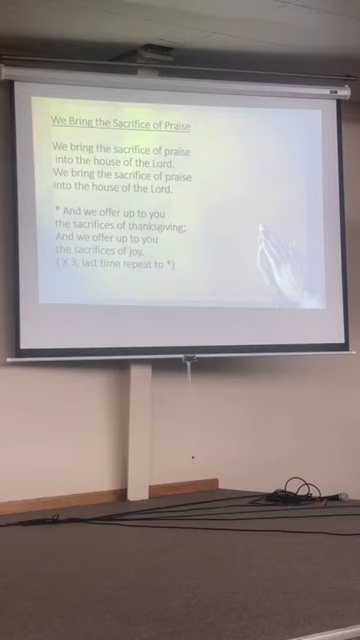 We Bring the Sacrifice of Praise
We bring the sacrifice of praise
into the house of the Lord.
We bring the sacrifice of praise
into the house of the Lord.
* And we offer up to you
the sacrifices of thanksgiving;
And we offer up to you
the sacrifices of joy.
( X 3; last time repeat to *)